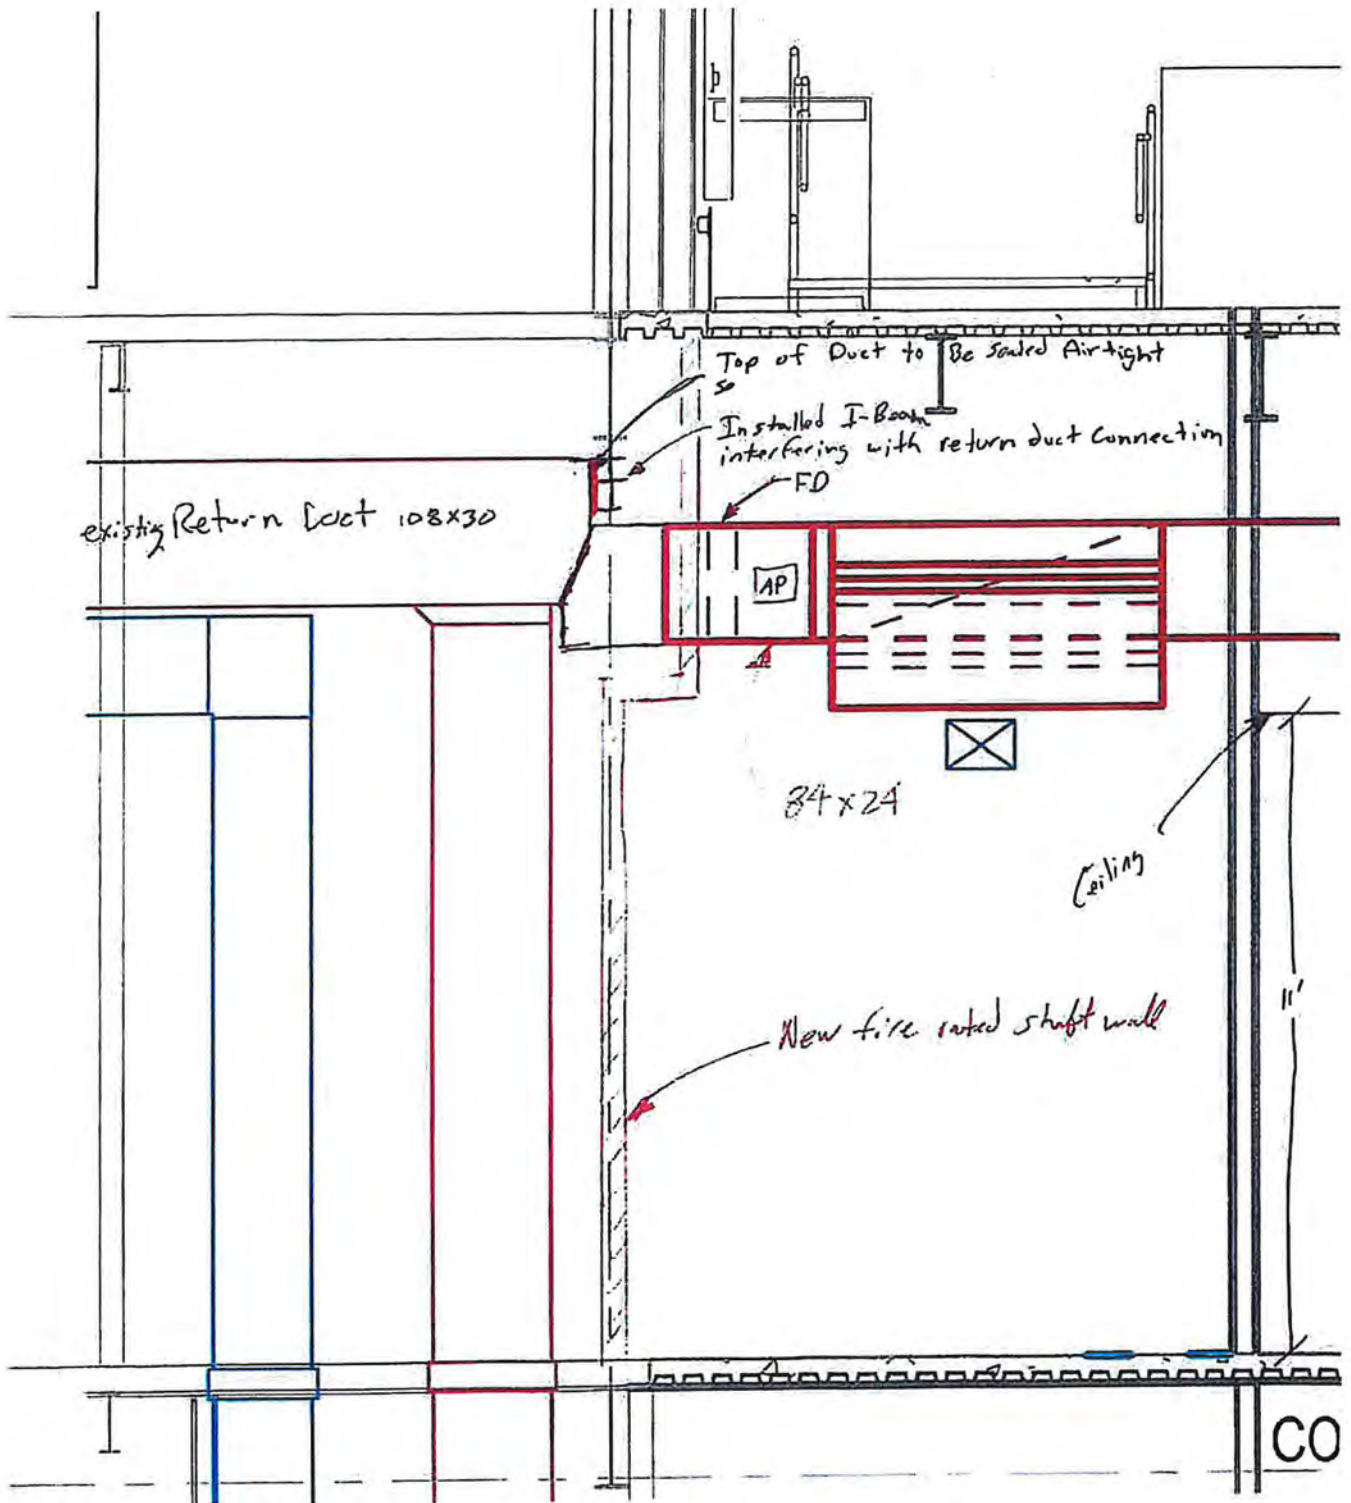 Top of Duct to Be Sealed Airtight
Installed I-Beam
interfering with return duct connection
FD
existing Return Duct 108x30
AP
84x24
Ceiling
11'
New fire rated shaft wall
CO